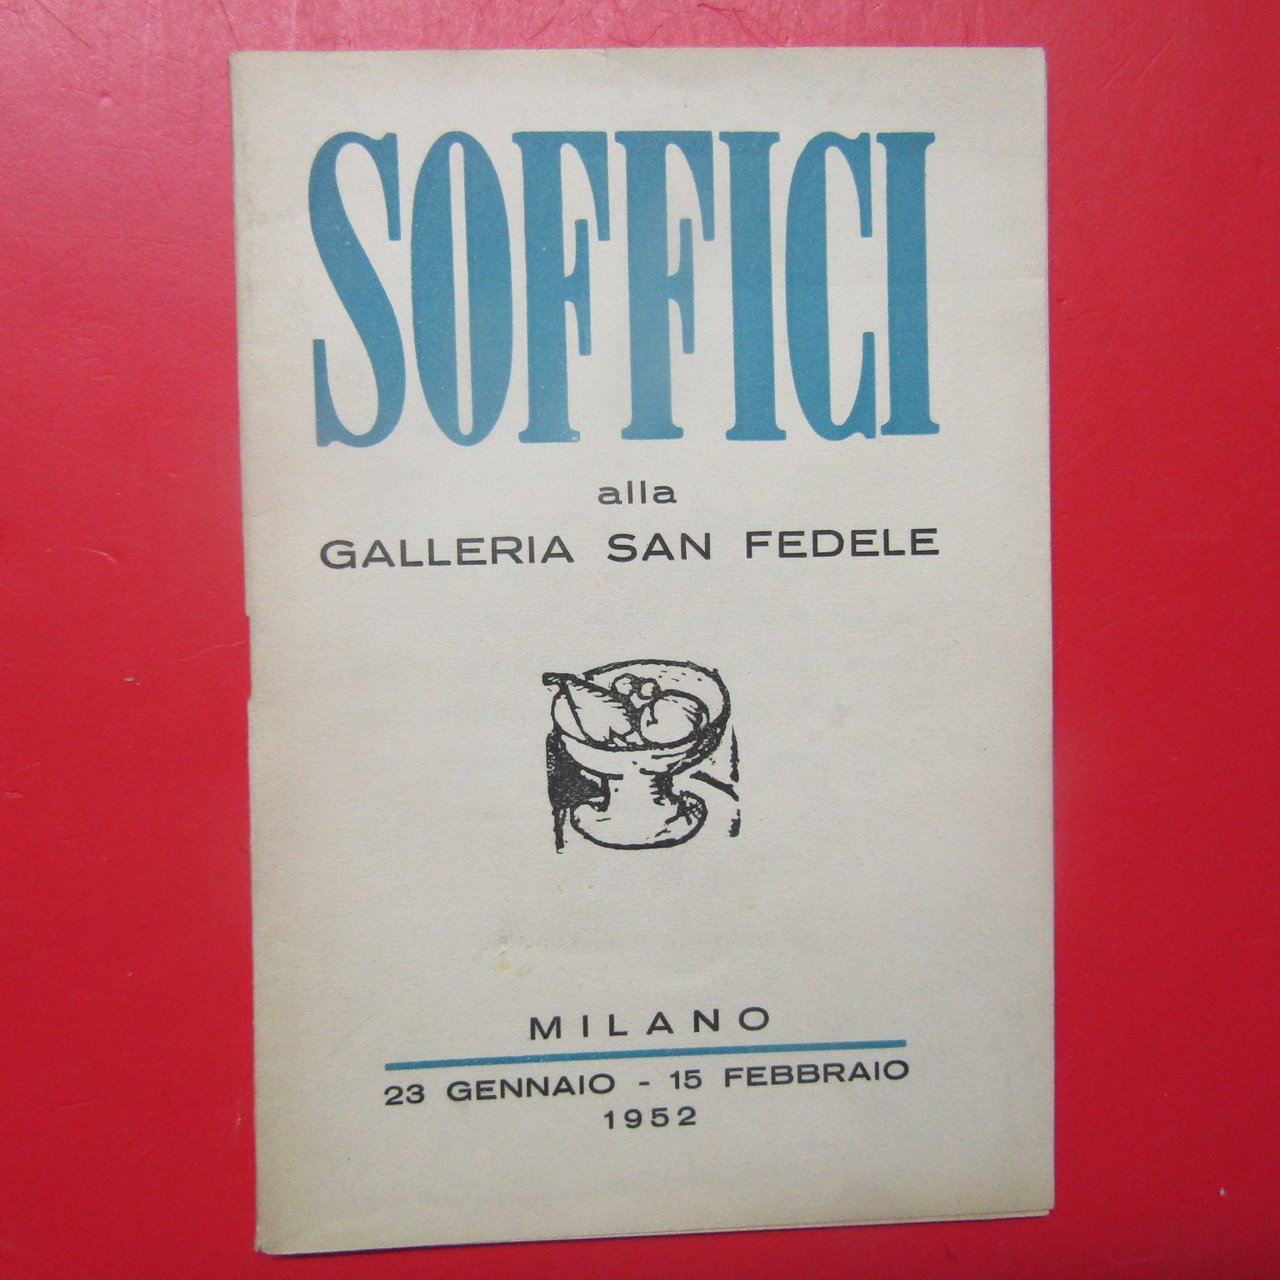 SOFFICI
alla
GALLERIA SAN FEDELE
MILANO
23 GENNAIO - 15 FEBBRAIO
1952